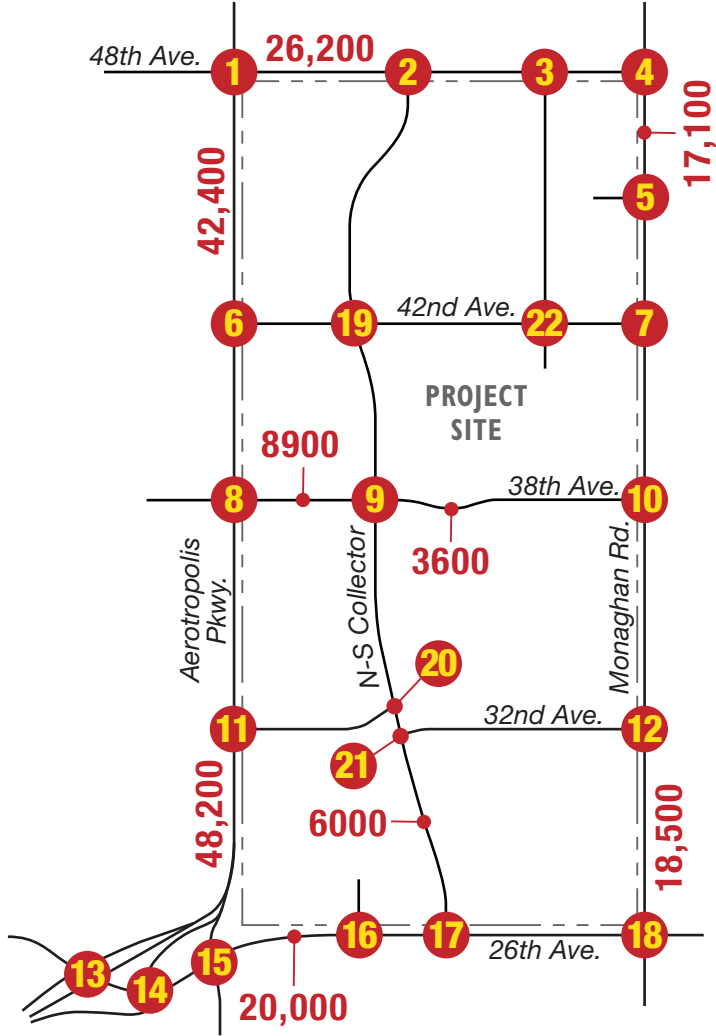 48th Ave.
26,200
1
2
3
4
17,100
42,400
5
6
19
42nd Ave.
22
7
PROJECT
SITE
8900
8
9
38th Ave.
10
3600
Aerotropolis
Pkwy.
N-S Collector
Monaghan Rd.
20
11
32nd Ave.
12
21
48,200
6000
18,500
16
17
26th Ave.
18
13
14
15
20,000